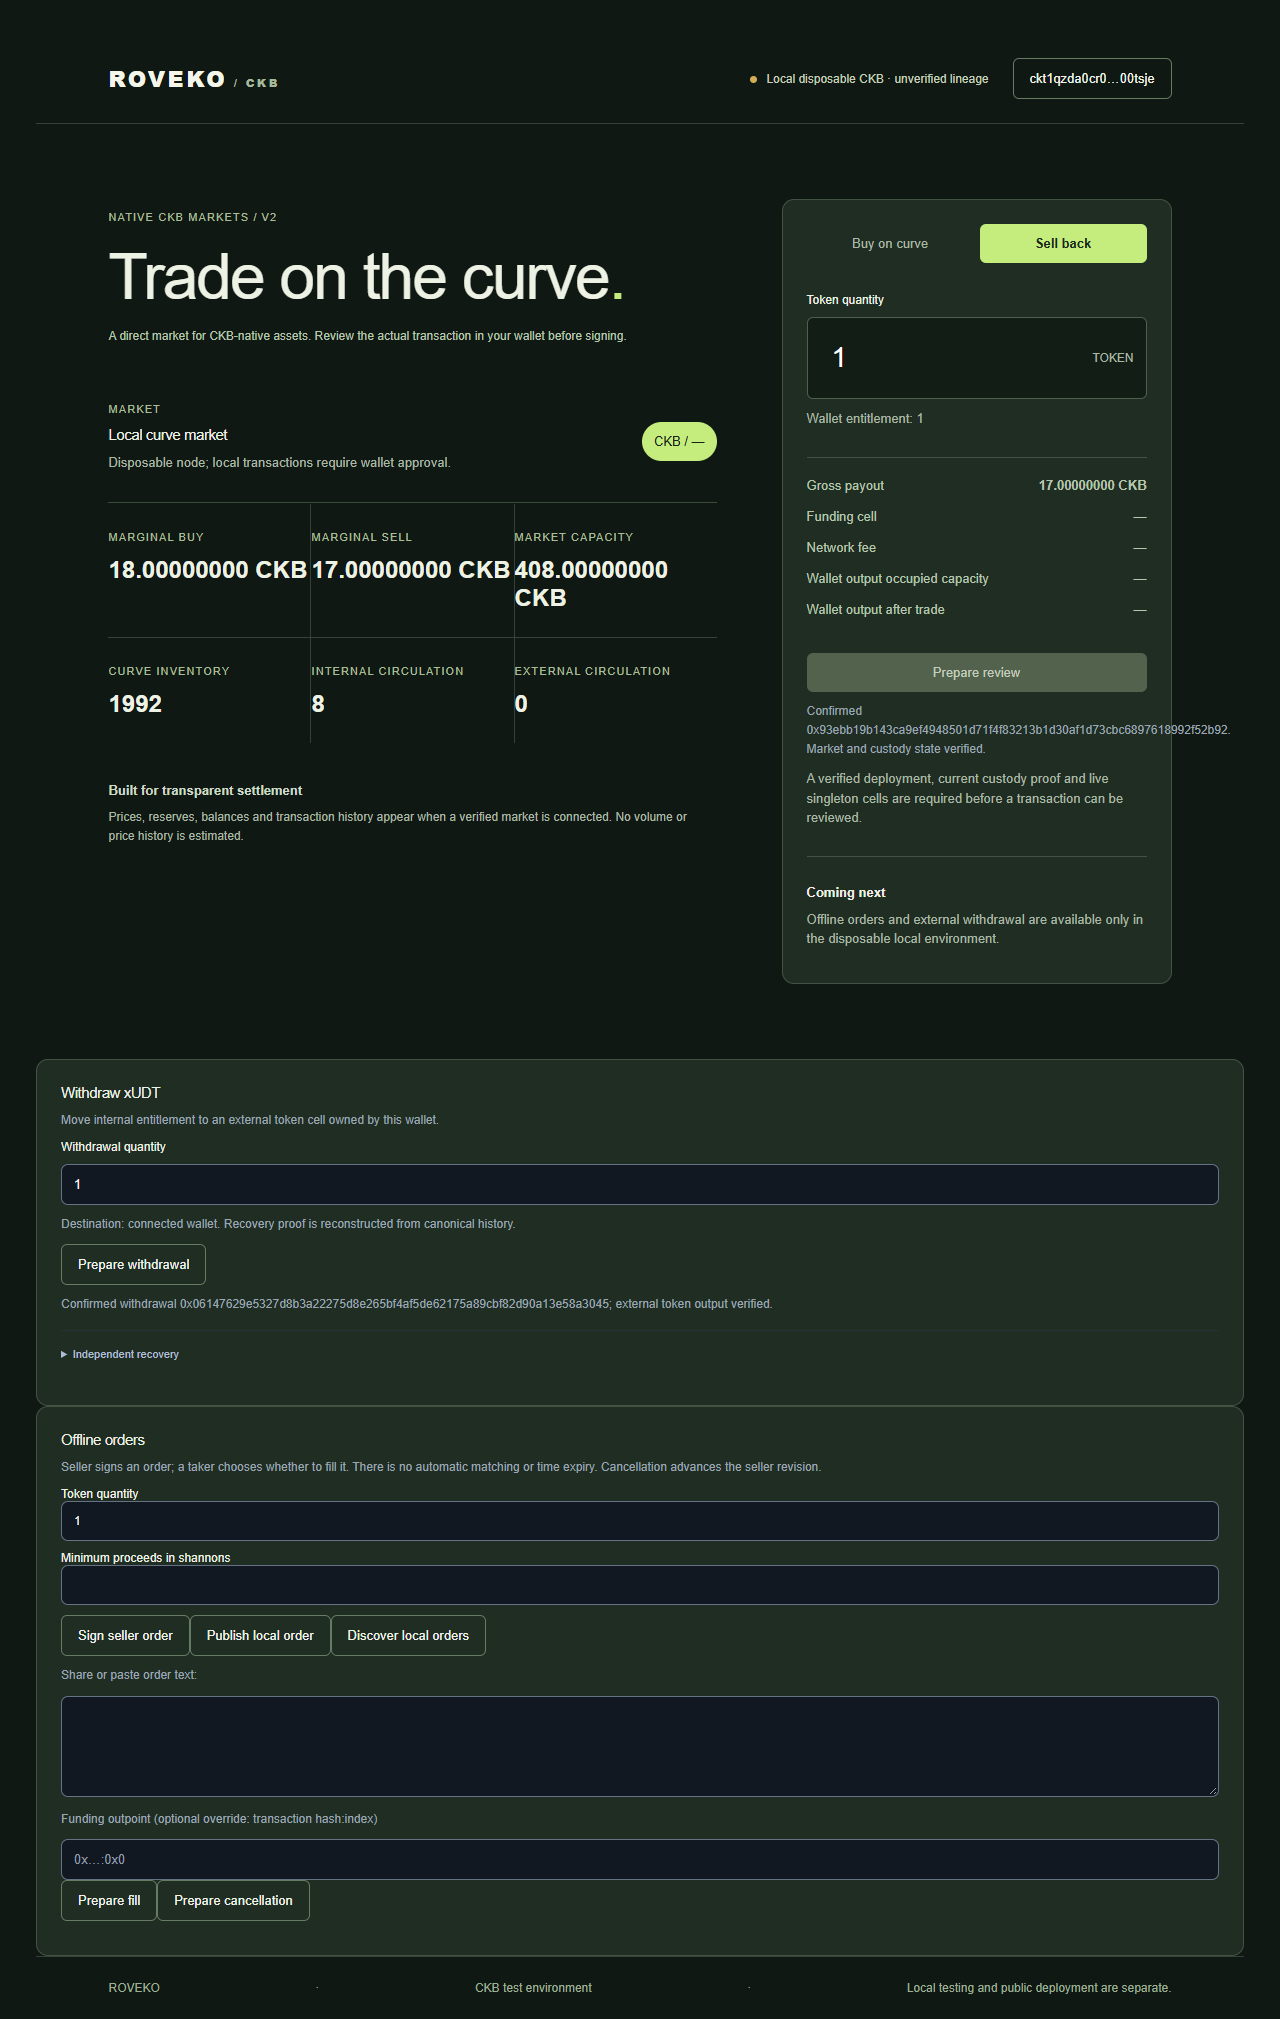 ROVEKO / CKB
Local disposable CKB · unverified lineage
ckt1qzda0cr0…00tsje
NATIVE CKB MARKETS / V2
Trade on the curve.
A direct market for CKB-native assets. Review the actual transaction in your wallet before signing.
MARKET
Local curve market
Disposable node; local transactions require wallet approval.
CKB / —
MARGINAL BUY
18.00000000 CKB
MARGINAL SELL
17.00000000 CKB
MARKET CAPACITY
408.00000000
CKB
CURVE INVENTORY
1992
INTERNAL CIRCULATION
8
EXTERNAL CIRCULATION
0
Built for transparent settlement
Prices, reserves, balances and transaction history appear when a verified market is connected. No volume or
price history is estimated.
Buy on curve
Sell back
Token quantity
1
TOKEN
Wallet entitlement: 1
Gross payout 17.00000000 CKB
Funding cell —
Network fee —
Wallet output occupied capacity —
Wallet output after trade —
Prepare review
Confirmed
0x93ebb19b143ca9ef4948501d71f4f83213b1d30af1d73cbc6897618992f52b92.
Market and custody state verified.
A verified deployment, current custody proof and live
singleton cells are required before a transaction can be
reviewed.
Coming next
Offline orders and external withdrawal are available only in
the disposable local environment.
Withdraw xUDT
Move internal entitlement to an external token cell owned by this wallet.
Withdrawal quantity
1
Destination: connected wallet. Recovery proof is reconstructed from canonical history.
Prepare withdrawal
Confirmed withdrawal 0x06147629e5327d8b3a22275d8e265bf4af5de62175a89cbf82d90a13e58a3045; external token output verified.
▶ Independent recovery
Offline orders
Seller signs an order; a taker chooses whether to fill it. There is no automatic matching or time expiry. Cancellation advances the seller revision.
Token quantity
1
Minimum proceeds in shannons
Sign seller order
Publish local order
Discover local orders
Share or paste order text:
Funding outpoint (optional override: transaction hash:index)
0x…:0x0
Prepare fill
Prepare cancellation
ROVEKO · CKB test environment · Local testing and public deployment are separate.